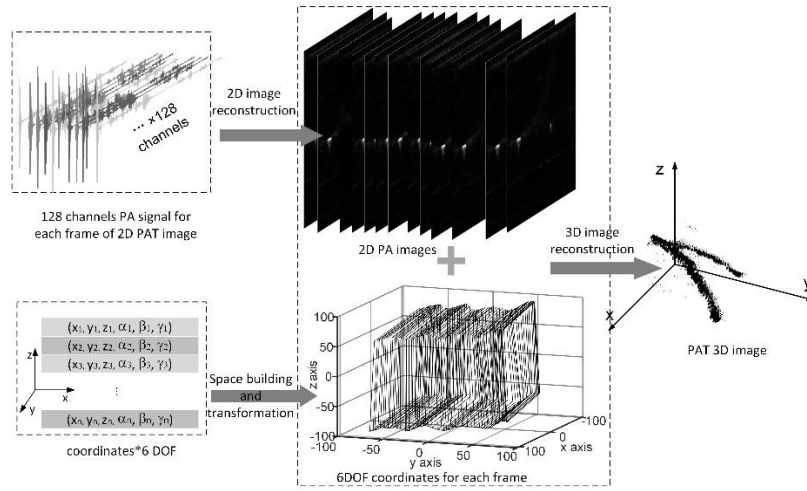 ... ×128
channels
128 channels PA signal for
each frame of 2D PAT image
2D image
reconstruction
2D PA images
+
3D image
reconstruction
z
y
x
PAT 3D image
z
x
y
(x₁, y₁, z₁, α₁, β₁, γ₁)
(x₂, y₂, z₂, α₂, β₂, γ₂)
(x₃, y₃, z₃, α₃, β₃, γ₃)
⋮
(xₙ, yₙ, zₙ, αₙ, βₙ, γₙ)
coordinates*6 DOF
Space building
and
transformation
z axis
100
50
0
-50
-100
-100
-50
0
50
100
y axis
100
0
-100
x axis
6DOF coordinates for each frame